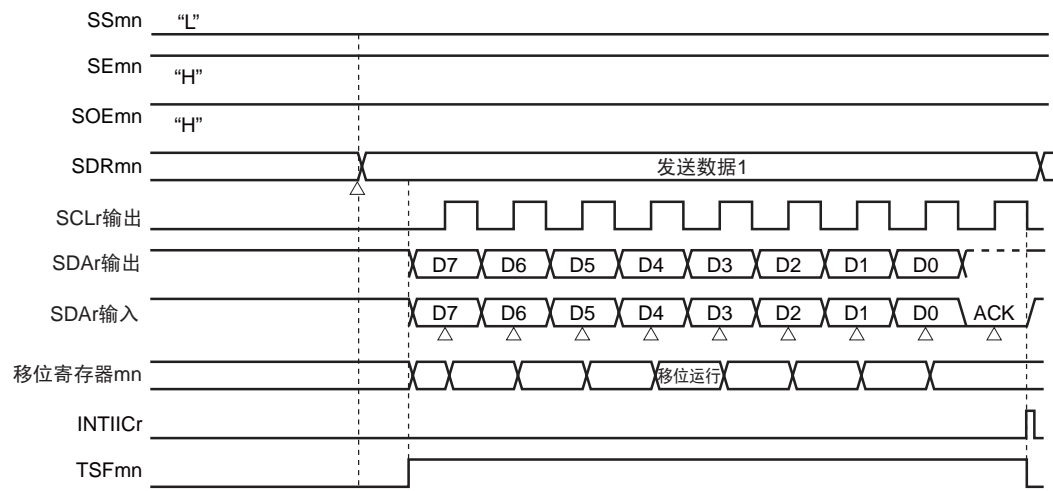 SSmn “L”
SEmn “H”
SOEmn “H”
SDRmn 发送数据1
SCLr输出
SDAr输出 D7 D6 D5 D4 D3 D2 D1 D0
SDAr输入 D7 D6 D5 D4 D3 D2 D1 D0 ACK
移位寄存器mn 移位运行
INTIICr
TSFmn